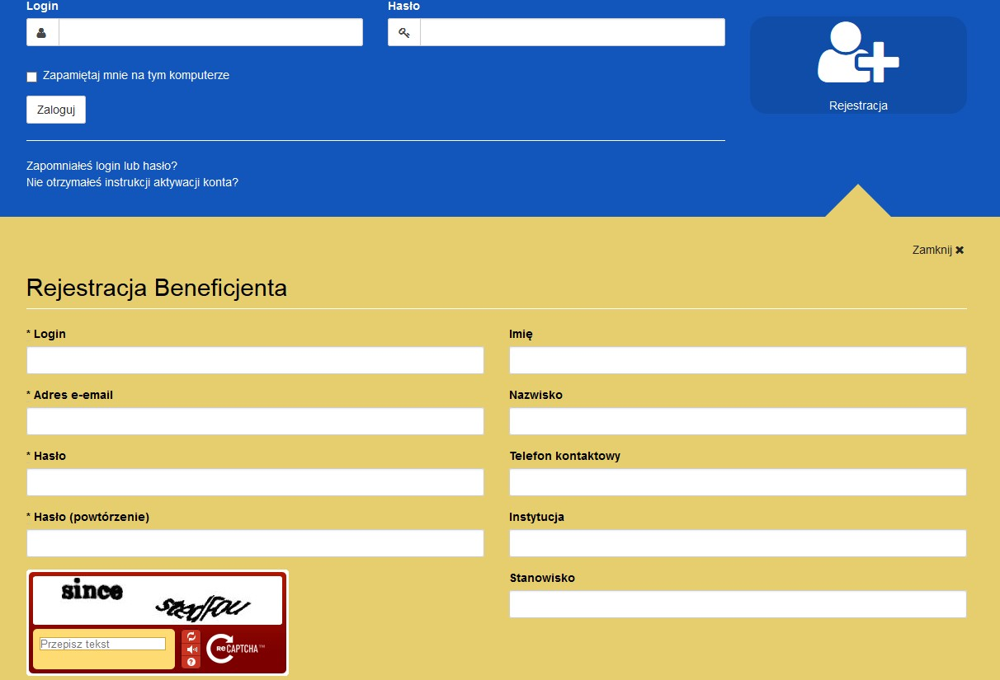 Login
Hasło
Zapamiętaj mnie na tym komputerze
Zaloguj
Rejestracja
Zapomniałeś login lub hasło?
Nie otrzymałeś instrukcji aktywacji konta?
Zamknij ✖
Rejestracja Beneficjenta
* Login
Imię
* Adres e-email
Nazwisko
* Hasło
Telefon kontaktowy
* Hasło (powtórzenie)
Instytucja
Stanowisko
since
Przepisz tekst
?
reCAPTCHA™